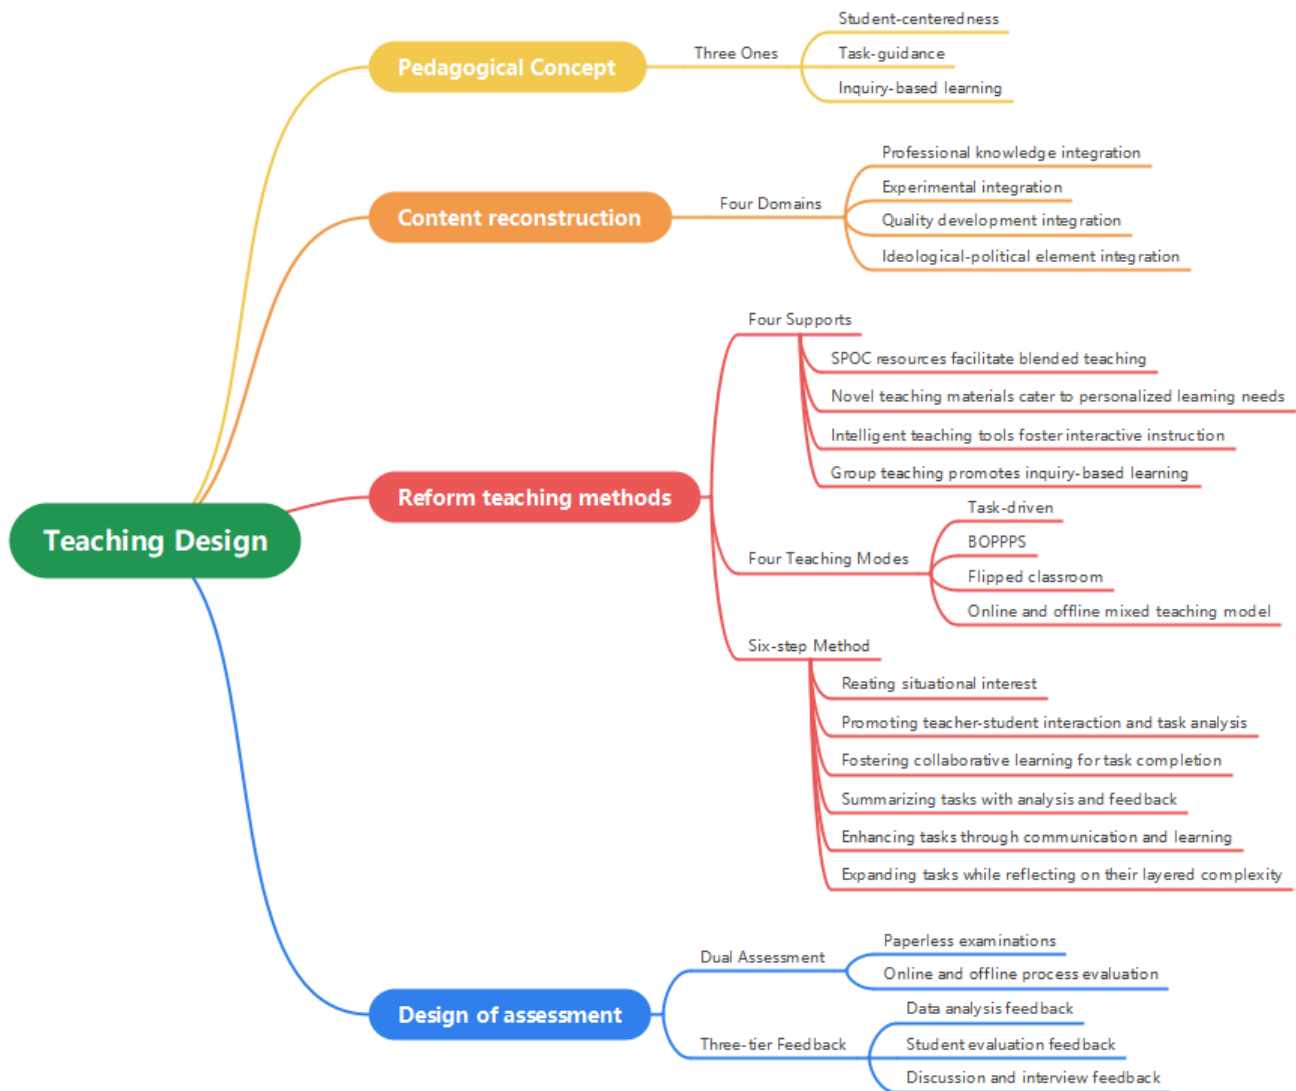 Teaching Design
Pedagogical Concept
Three Ones
Student-centeredness
Task-guidance
Inquiry-based learning
Content reconstruction
Four Domains
Professional knowledge integration
Experimental integration
Quality development integration
Ideological-political element integration
Reform teaching methods
Four Supports
SPOC resources facilitate blended teaching
Novel teaching materials cater to personalized learning needs
Intelligent teaching tools foster interactive instruction
Group teaching promotes inquiry-based learning
Four Teaching Modes
Task-driven
BOPPPS
Flipped classroom
Online and offline mixed teaching model
Six-step Method
Reating situational interest
Promoting teacher-student interaction and task analysis
Fostering collaborative learning for task completion
Summarizing tasks with analysis and feedback
Enhancing tasks through communication and learning
Expanding tasks while reflecting on their layered complexity
Design of assessment
Dual Assessment
Paperless examinations
Online and offline process evaluation
Three-tier Feedback
Data analysis feedback
Student evaluation feedback
Discussion and interview feedback